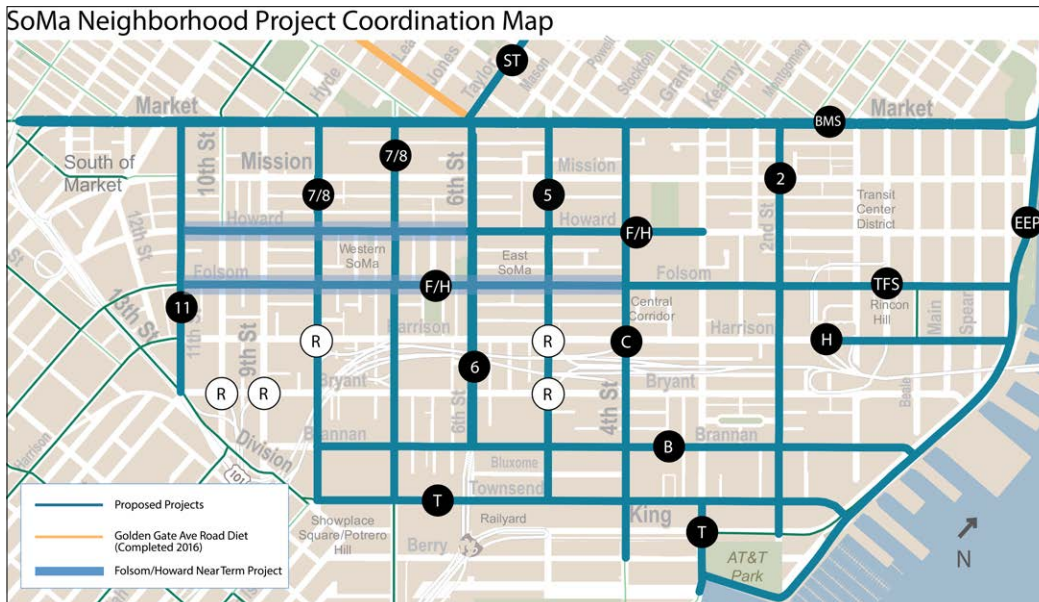 SoMa Neighborhood Project Coordination Map
Hyde
Jones
Taylor
ST
Mason
Powell
Stockton
Grant
Kearny
Montgomery
Market
BMS
Market
South of
Market
10th St
Mission
7/8
7/8
6th St
Mission
5
2
2nd St
Transit
Center
District
EEP
12th St
Howard
Western
SoMa
Howard
F/H
East
SoMa
13th St
Folsom
F/H
Folsom
TFS
Rincon
Hill
11
11th St
9th St
R
Harrison
R
Central
Corridor
C
Harrison
H
Main
Spear
6
R
R
Bryant
6th St
R
4th St
Bryant
Beale
Harrison
Division
101
Brannan
B
Brannan
Bluxome
Townsend
T
King
T
Showplace
Square/Potrero
Hill
Railyard
Berry
AT&T
Park
N
Proposed Projects
Golden Gate Ave Road Diet
(Completed 2016)
Folsom/Howard Near Term Project